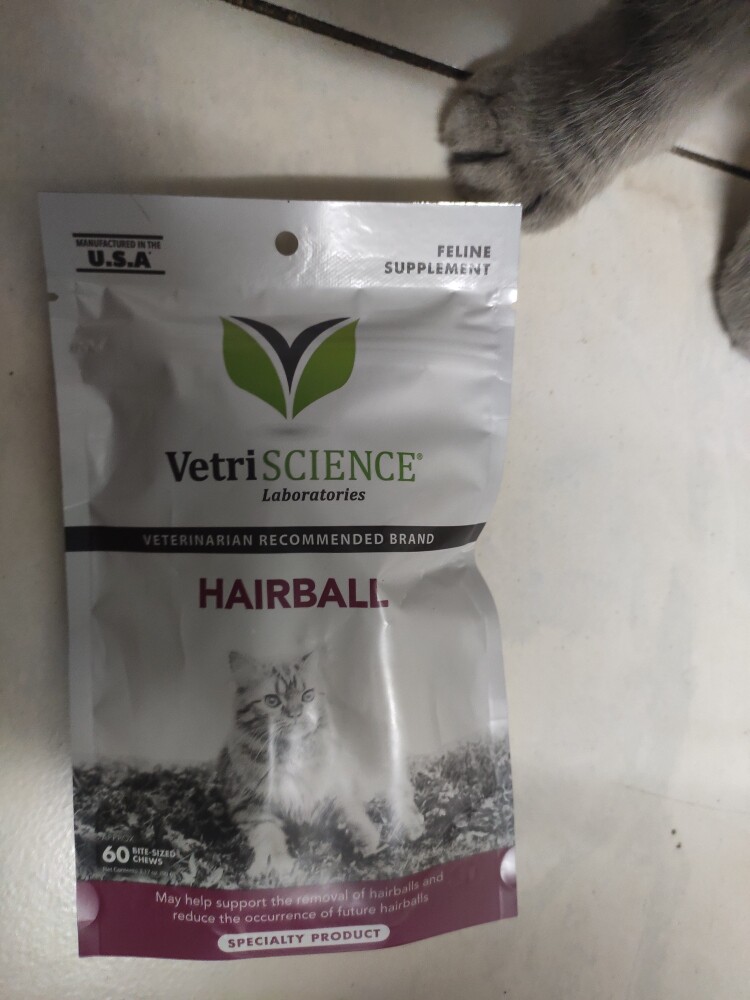 MANUFACTURED IN THE
U.S.A
FELINE
SUPPLEMENT
VetriSCIENCE®
Laboratories
VETERINARIAN RECOMMENDED BRAND
HAIRBALL
60 BITE-SIZED
CHEWS
May help support the removal of hairballs and
reduce the occurrence of future hairballs
SPECIALTY PRODUCT